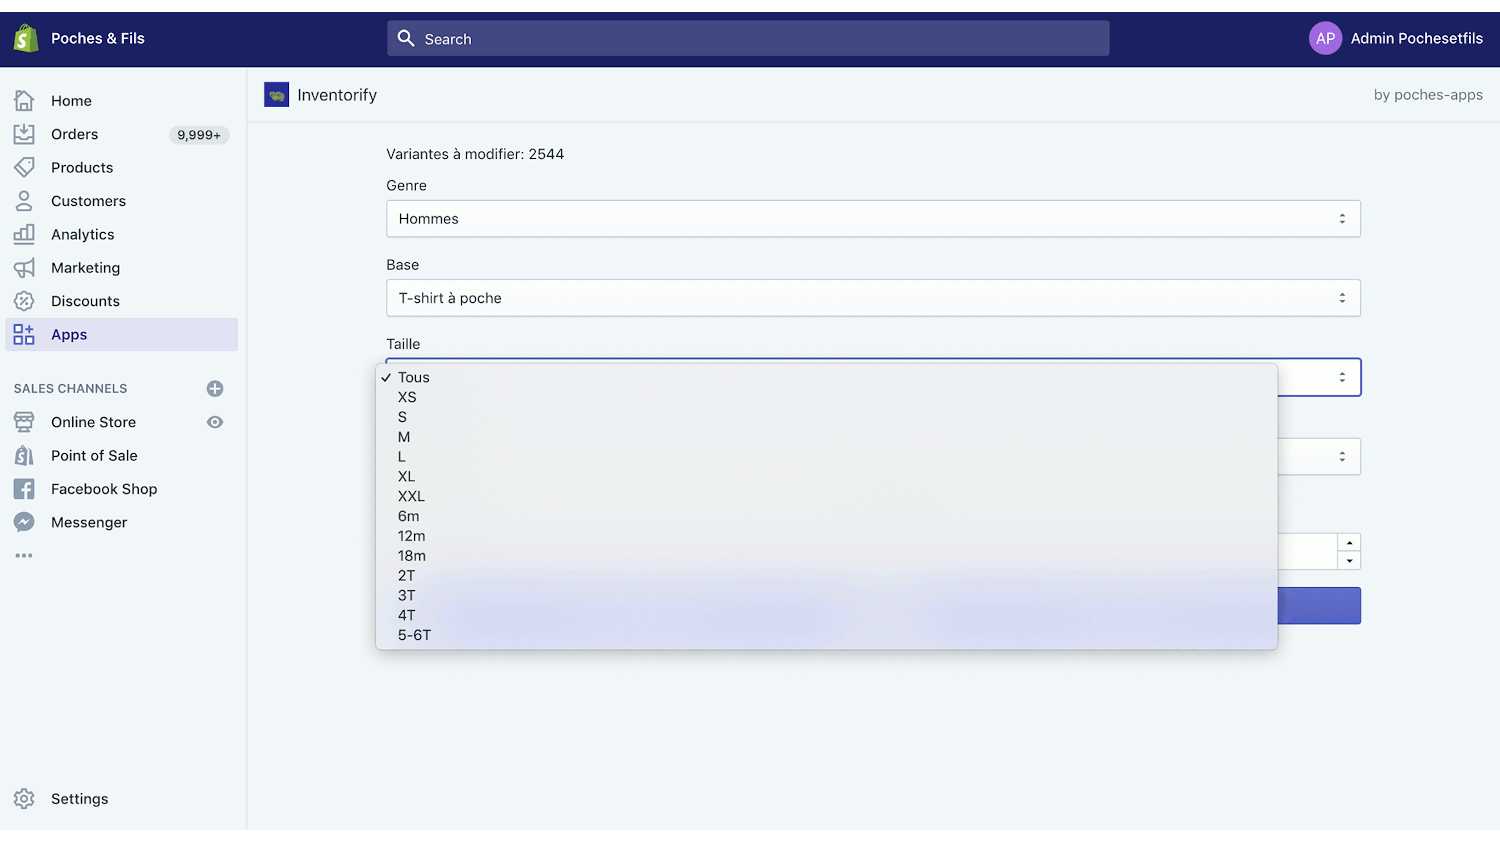 Poches & Fils
Search
AP Admin Pochesetfils
Home
Orders 9,999+
Products
Customers
Analytics
Marketing
Discounts
Apps
SALES CHANNELS
Online Store
Point of Sale
Facebook Shop
Messenger
Settings
Inventorify
by poches-apps
Variantes à modifier: 2544
Genre
Hommes
Base
T-shirt à poche
Taille
Tous
XS
S
M
L
XL
XXL
6m
12m
18m
2T
3T
4T
5-6T